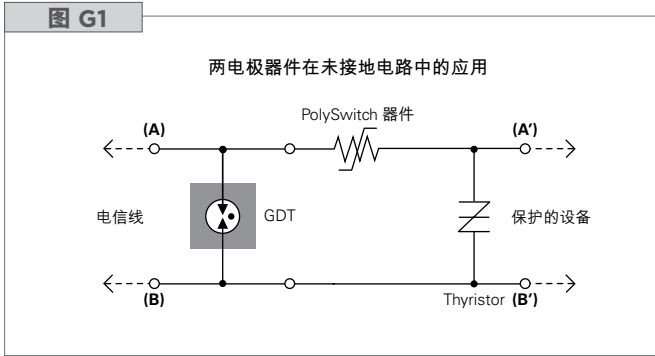 图 G1
两电极器件在未接地电路中的应用
PolySwitch 器件
(A)
(A')
电信线
GDT
保护的设备
(B)
Thyristor (B')